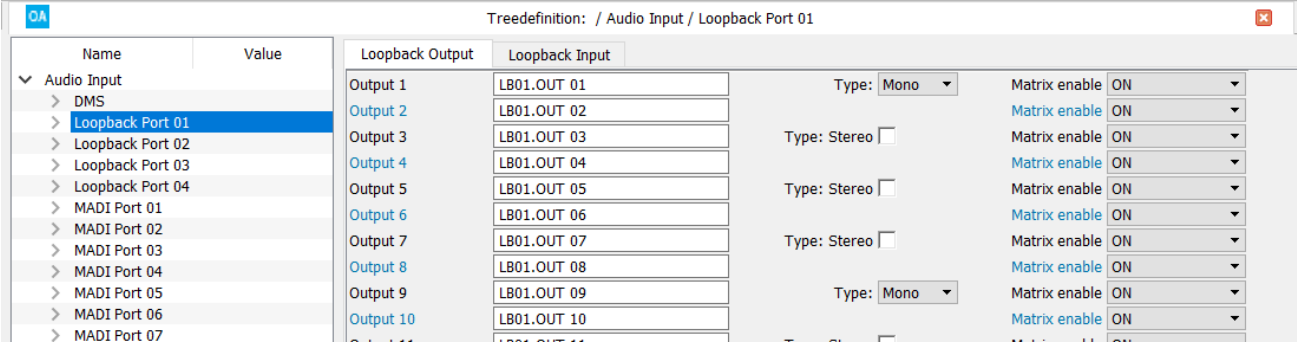 OA Treedefinition: / Audio Input / Loopback Port 01
Name Value Loopback Output Loopback Input
Audio Input
Output 1 LB01.OUT 01 Type: Mono Matrix enable ON
DMS
Output 2 LB01.OUT 02 Matrix enable ON
Loopback Port 01
Output 3 LB01.OUT 03 Type: Stereo Matrix enable ON
Loopback Port 02
Output 4 LB01.OUT 04 Matrix enable ON
Loopback Port 03
Output 5 LB01.OUT 05 Type: Stereo Matrix enable ON
Loopback Port 04
MADI Port 01
Output 6 LB01.OUT 06 Matrix enable ON
MADI Port 02
Output 7 LB01.OUT 07 Type: Stereo Matrix enable ON
MADI Port 03
Output 8 LB01.OUT 08 Matrix enable ON
MADI Port 04
MADI Port 05
Output 9 LB01.OUT 09 Type: Mono Matrix enable ON
MADI Port 06
Output 10 LB01.OUT 10 Matrix enable ON
MADI Port 07